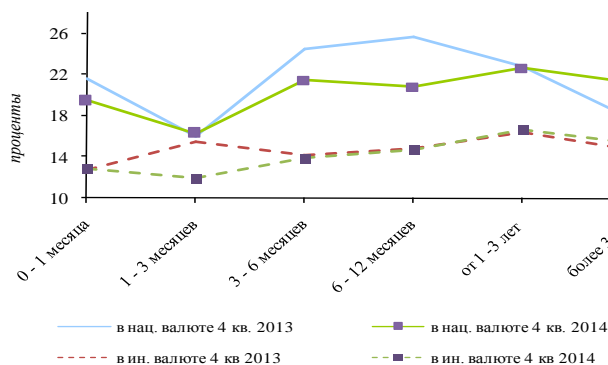 26
22
18
14
10
проценты
0 - 1 месяца
1 - 3 месяцев
3 - 6 месяцев
6 - 12 месяцев
от 1 -3 лет
более 3
в нац. валюте 4 кв. 2013
в нац. валюте 4 кв. 2014
в ин. валюте 4 кв 2013
в ин. валюте 4 кв 2014